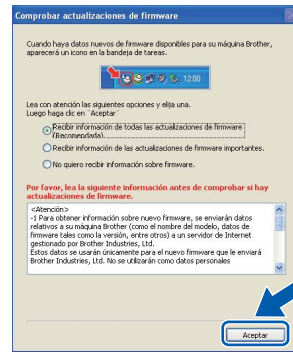 Comprobar actualizaciones de firmware
Cuando haya datos nuevos de firmware disponibles para su máquina Brother,
aparecerá un icono en la bandeja de tareas.
12:00
Lea con atención las siguientes opciones y elija una.
Luego haga clic en ¨Aceptar¨
Recibir información de todas las actualizaciones de firmware
(Recomendada).
Recibir información de las actualizaciones de firmware importantes.
No quiero recibir información sobre firmware.
Por favor, lea la siguiente información antes de comprobar si hay
actualizaciones de firmware.
<Atención>
-1 Para obtener información sobre nuevo firmware, se enviarán datos
relativos a su máquina Brother (como el nombre del modelo, datos de
firmware tales como la versión, entre otros) a un servidor de Internet
gestionado por Brother Industries, Ltd.
Estos datos se usarán únicamente para el nuevo firmware que le enviará
Brother Industries, Ltd. No se utilizarán como datos personales
Aceptar